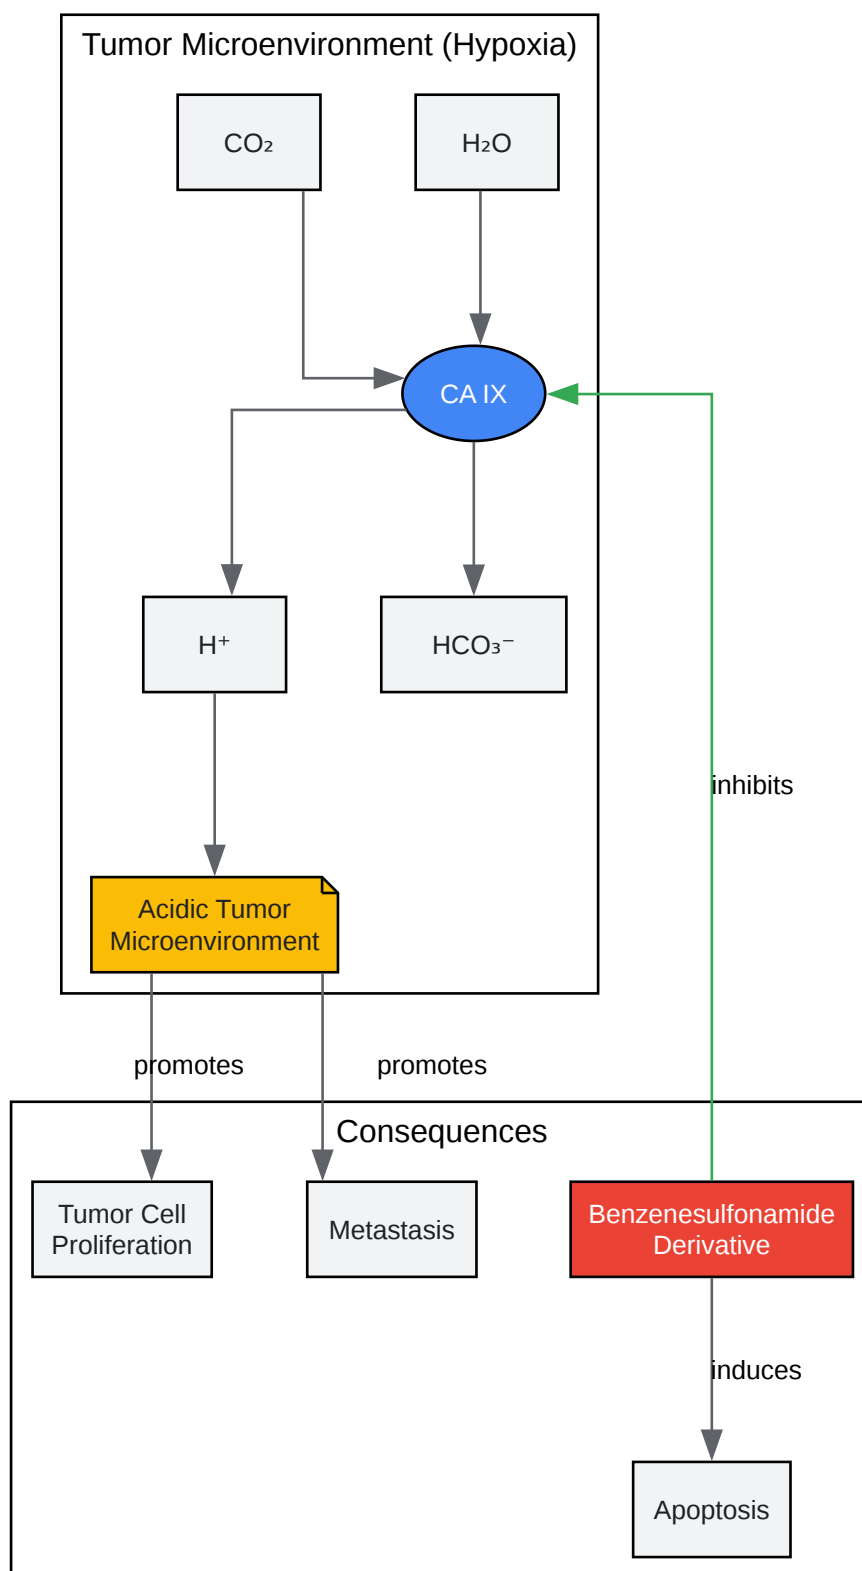 Tumor Microenvironment (Hypoxia)
CO₂
H₂O
CA IX
H⁺
HCO₃⁻
inhibits
Acidic Tumor
Microenvironment
promotes
promotes
Consequences
Tumor Cell
Proliferation
Metastasis
Benzenesulfonamide
Derivative
induces
Apoptosis